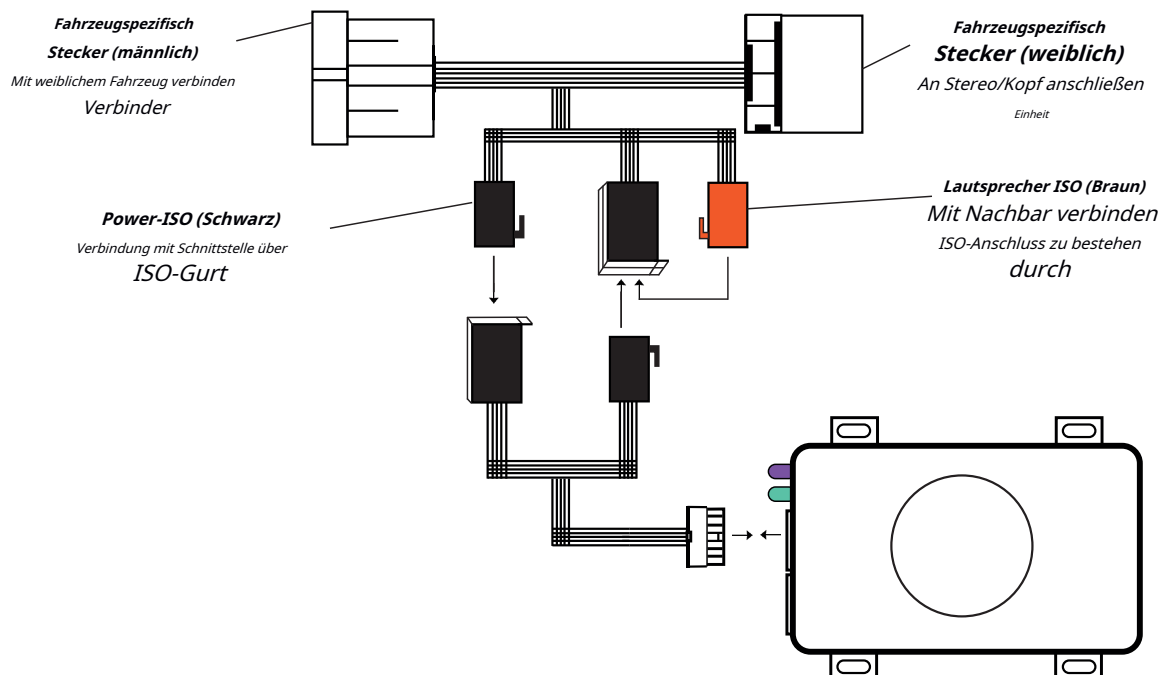 Fahrzeugspezifisch
Stecker (männlich)
Mit weiblichem Fahrzeug verbinden
Verbinder
Fahrzeugspezifisch
Stecker (weiblich)
An Stereo/Kopf anschließen
Einheit
Power-ISO (Schwarz)
Verbindung mit Schnittstelle über
ISO-Gurt
Lautsprecher ISO (Braun)
Mit Nachbar verbinden
ISO-Anschluss zu bestehen
durch